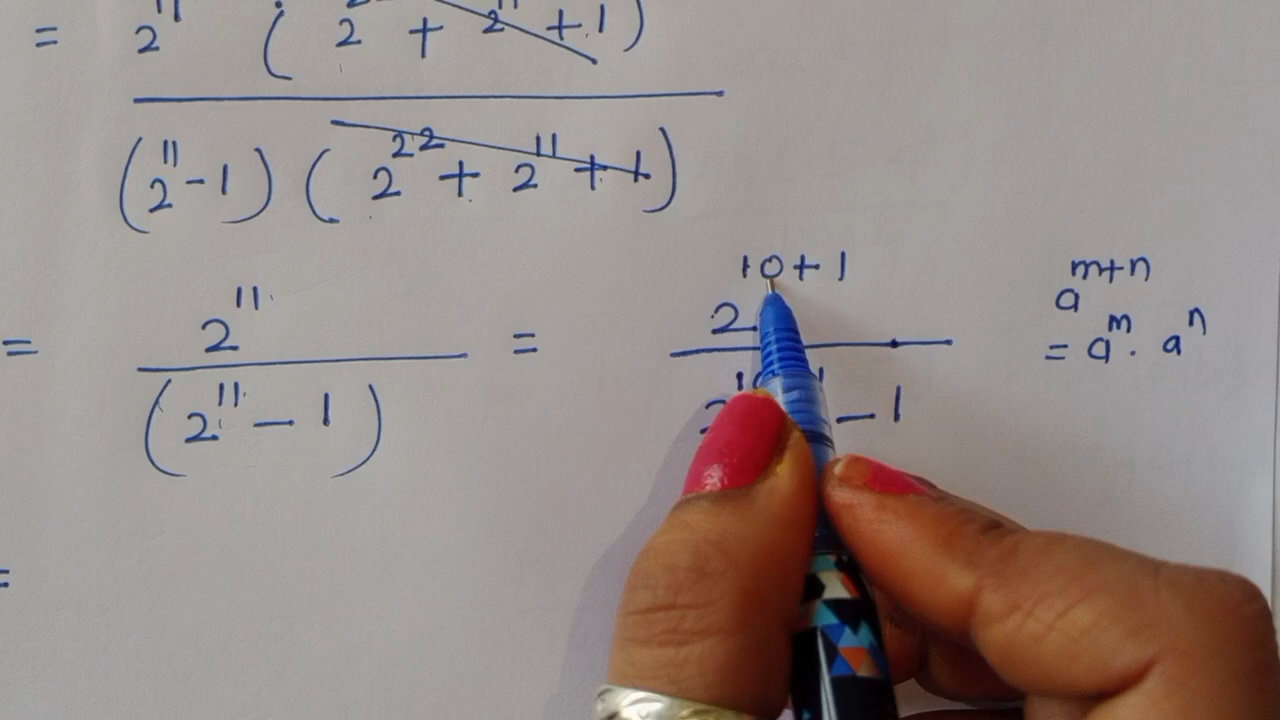 = 2^11 ( 2 + 2^11 + 1)
(2^11 - 1) ( 2^22 + 2^11 + 1)
= 2^11 / (2^11 - 1) = 2^10+1 / 2 - 1
a^m+n
= a^m . a^n
=